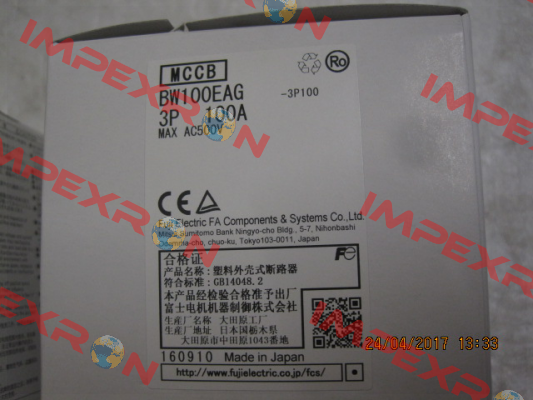 MCCB
BW100EAG -3P100
3P 100A
MAX AC500V~
CE
Ro
Fuji Electric FA Components & Systems Co.,Ltd.
Mitsui Sumitomo Bank Ningyo-cho Bldg., 5-7, Nihonbashi
Odenma-cho, chuo-ku, Tokyo103-0011, Japan
合格证
产品名称: 塑料外壳式断路器
符合标准: GB14048.2
本产品经检验合格准予出厂
富士电机机器制御株式会社
生产厂名称 大田原工厂
生产厂地址 日本国栃木県
大田原市中田原1043番地
160910 Made in Japan
http://www.fujielectric.co.jp/fcs/
24/04/2017 13:33
IMPEXRON
IMPEXRON
IMPEXRON
IMPEXRON
IMPEXRON